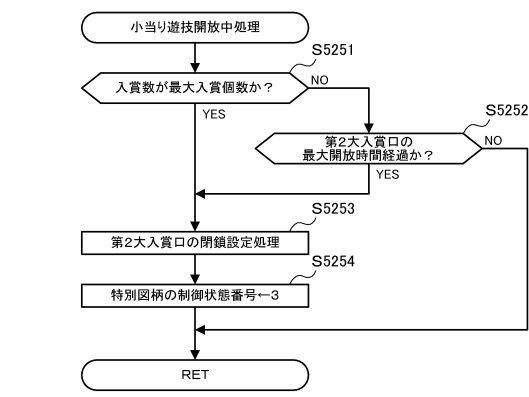 小当り遊技開放中処理
S5251
入賞数が最大入賞個数か？
NO
YES
S5252
第2大入賞口の
最大開放時間経過か？
NO
YES
S5253
第2大入賞口の閉鎖設定処理
S5254
特別図柄の制御状態番号←3
RET